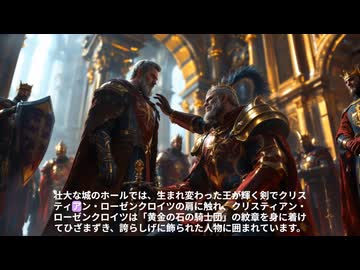 壮大な城のホールでは、生まれ変わった王が輝く剣でクリス
ティアン・ローゼンクロイツの肩に触れ、クリスティアン・
ローゼンクロイツは「黄金の石の騎士団」の紋章を身に着け
てひざまずき、誇らしげに飾られた人物に囲まれています。